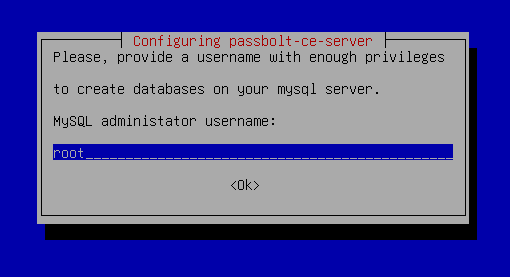 Configuring passbolt-ce-server
Please, provide a username with enough privileges
to create databases on your mysql server.
MySQL administator username:
root
<Ok>